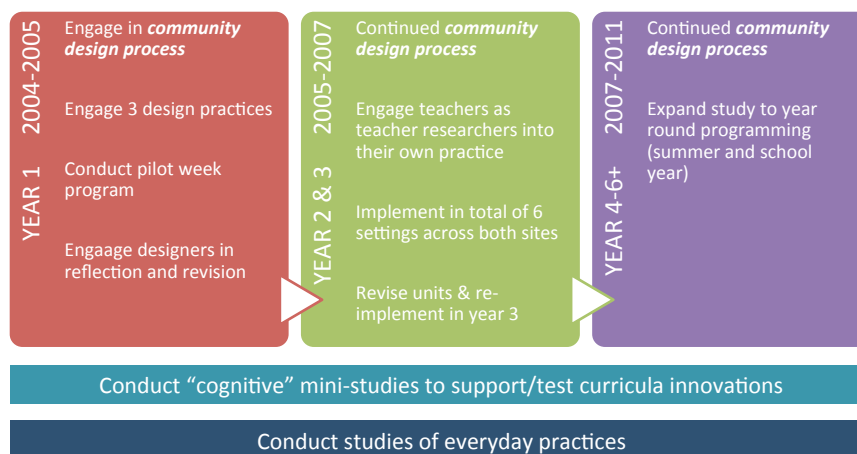 YEAR 1 2004-2005
Engage in community
design process
Engage 3 design practices
Conduct pilot week
program
Engaage designers in
reflection and revision
YEAR 2 & 3 2005-2007
Continued community
design process
Engage teachers as
teacher researchers into
their own practice
Implement in total of 6
settings across both sites
Revise units & re-
implement in year 3
YEAR 4-6+ 2007-2011
Continued community
design process
Expand study to year
round programming
(summer and school
year)
Conduct “cognitive” mini-studies to support/test curricula innovations
Conduct studies of everyday practices